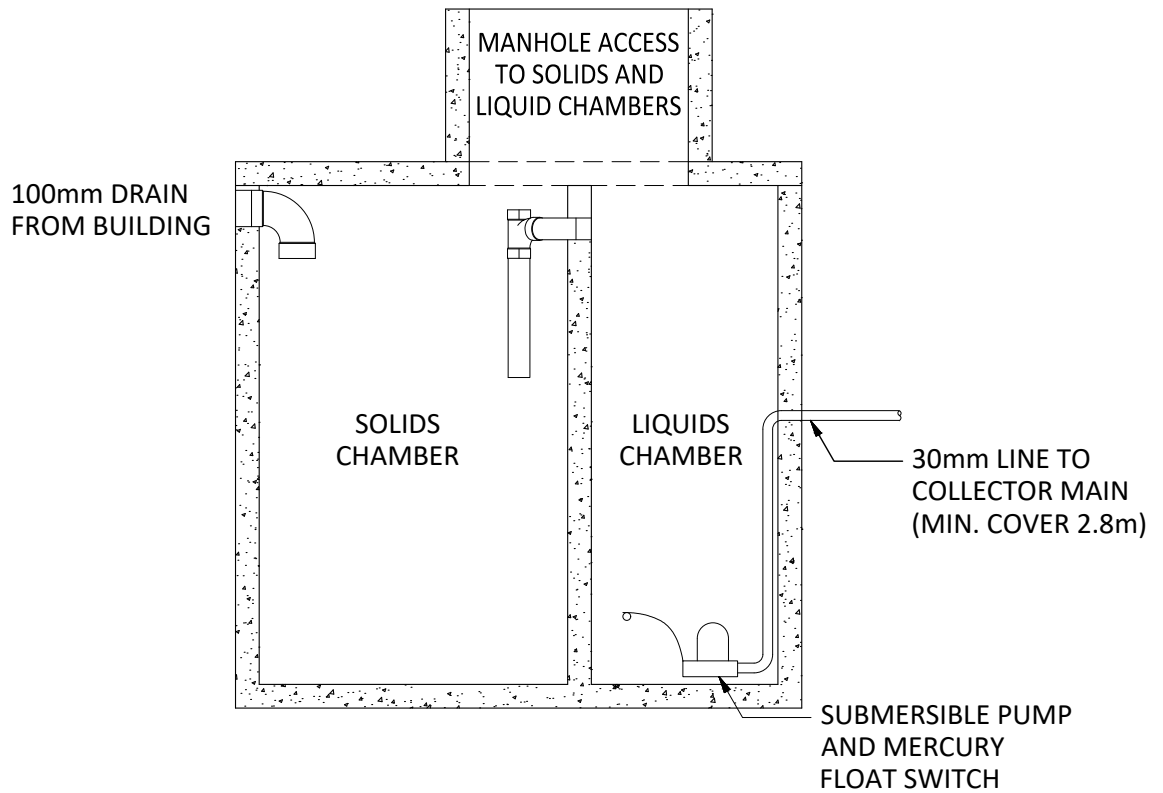 MANHOLE ACCESS
TO SOLIDS AND
LIQUID CHAMBERS
100mm DRAIN
FROM BUILDING
SOLIDS
CHAMBER
LIQUIDS
CHAMBER
30mm LINE TO
COLLECTOR MAIN
(MIN. COVER 2.8m)
SUBMERSIBLE PUMP
AND MERCURY
FLOAT SWITCH